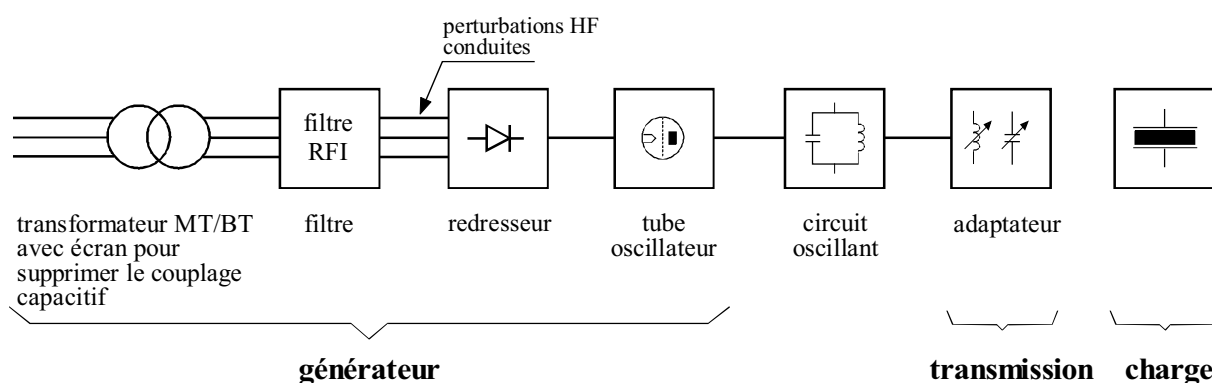 perturbations HF
conduites
filtre
RFI
transformateur MT/BT
avec écran pour
supprimer le couplage
capacitif
filtre
redresseur
tube
oscillateur
circuit
oscillant
adaptateur
générateur
transmission
charge